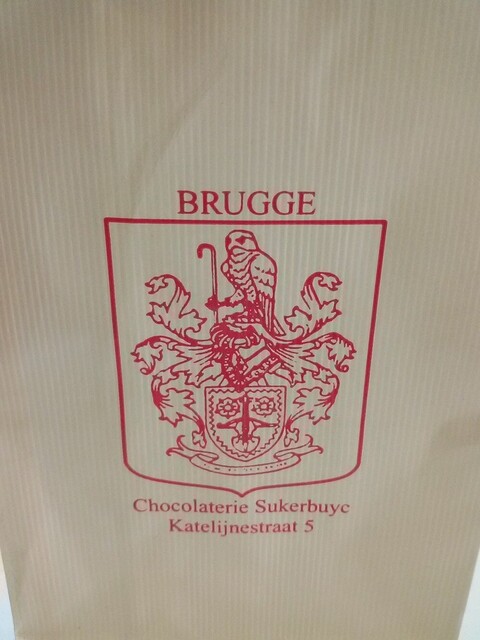 BRUGGE
Chocolaterie Sukerbuyc
Katelijnestraat 5